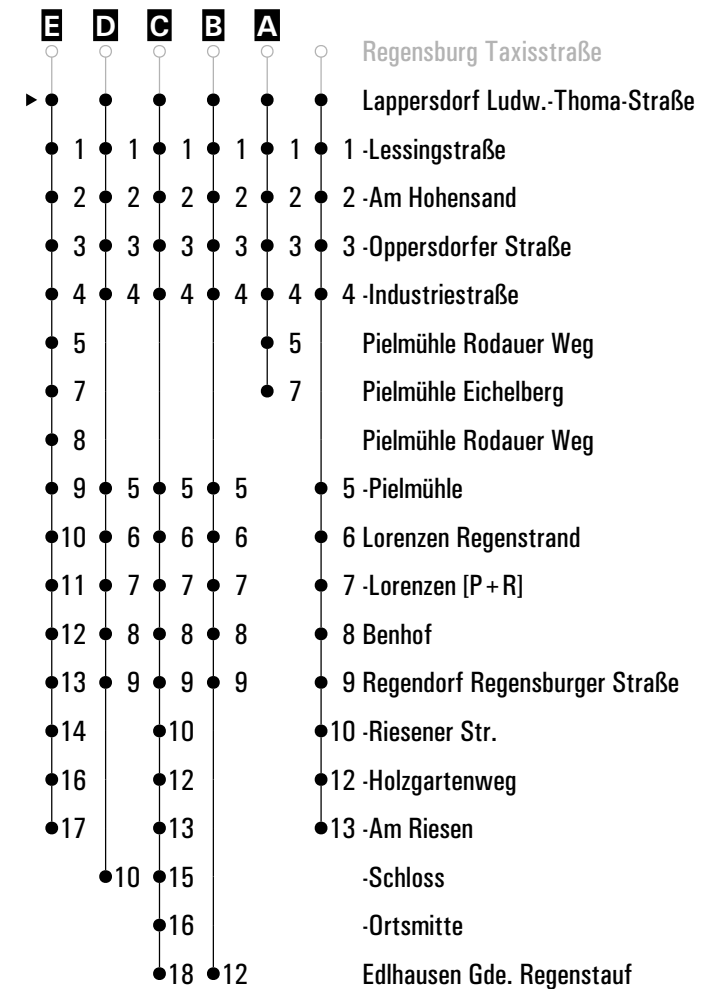 E D C B A
Regensburg Taxisstraße
Lappersdorf Ludw.-Thoma-Straße
1 1 1 1 1 1 -Lessingstraße
2 2 2 2 2 2 -Am Hohensand
3 3 3 3 3 3 -Oppersdorfer Straße
4 4 4 4 4 4 -Industriestraße
5 5 Pielmühle Rodauer Weg
7 7 Pielmühle Eichelberg
8 Pielmühle Rodauer Weg
9 5 5 5 5 -Pielmühle
10 6 6 6 6 Lorenzen Regenstrand
11 7 7 7 7 -Lorenzen [P+R]
12 8 8 8 8 Benhof
13 9 9 9 9 Regendorf Regensburger Straße
14 10 10 -Riesener Str.
16 12 12 -Holzgartenweg
17 13 13 -Am Riesen
10 15 -Schloss
16 -Ortsmitte
18 12 Edlhausen Gde. Regenstauf